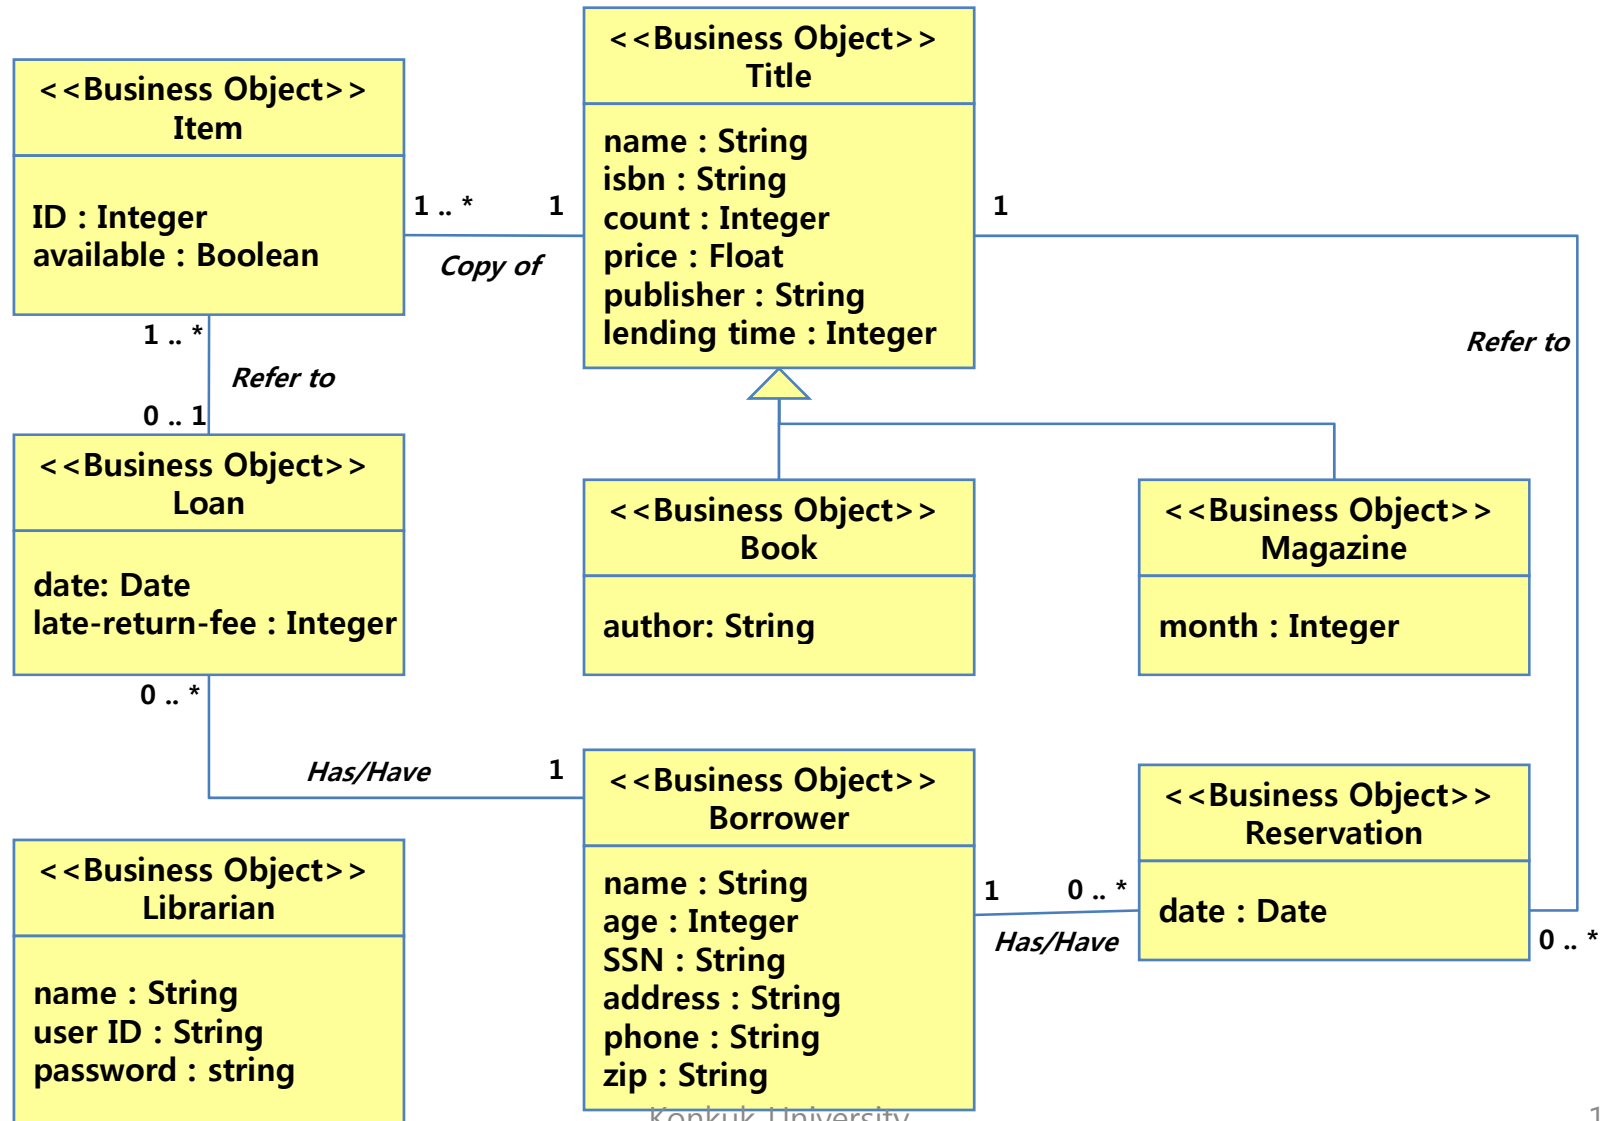 <<Business Object>>
Item
ID : Integer
available : Boolean
1 .. *
1
Copy of
<<Business Object>>
Title
name : String
isbn : String
count : Integer
price : Float
publisher : String
lending time : Integer
1
Refer to
1 .. *
Refer to
0 .. 1
<<Business Object>>
Loan
date: Date
late-return-fee : Integer
<<Business Object>>
Book
author: String
<<Business Object>>
Magazine
month : Integer
0 .. *
Has/Have
1
<<Business Object>>
Borrower
name : String
age : Integer
SSN : String
address : String
phone : String
zip : String
1
0 .. *
Has/Have
<<Business Object>>
Reservation
date : Date
0 .. *
<<Business Object>>
Librarian
name : String
user ID : String
password : string
Konkuk University
1